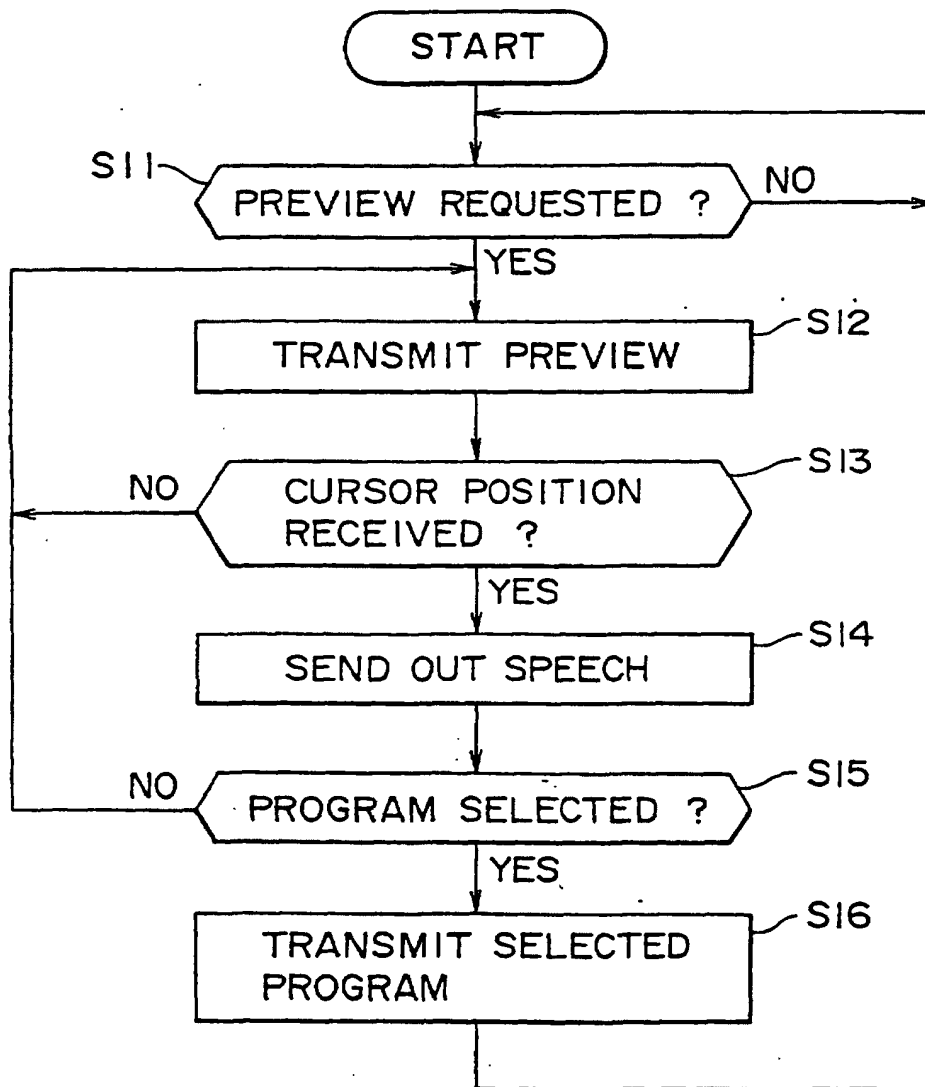 START
S11
PREVIEW REQUESTED ?
NO
YES
S12
TRANSMIT PREVIEW
S13
NO
CURSOR POSITION
RECEIVED ?
YES
S14
SEND OUT SPEECH
S15
NO
PROGRAM SELECTED ?
YES
S16
TRANSMIT SELECTED
PROGRAM